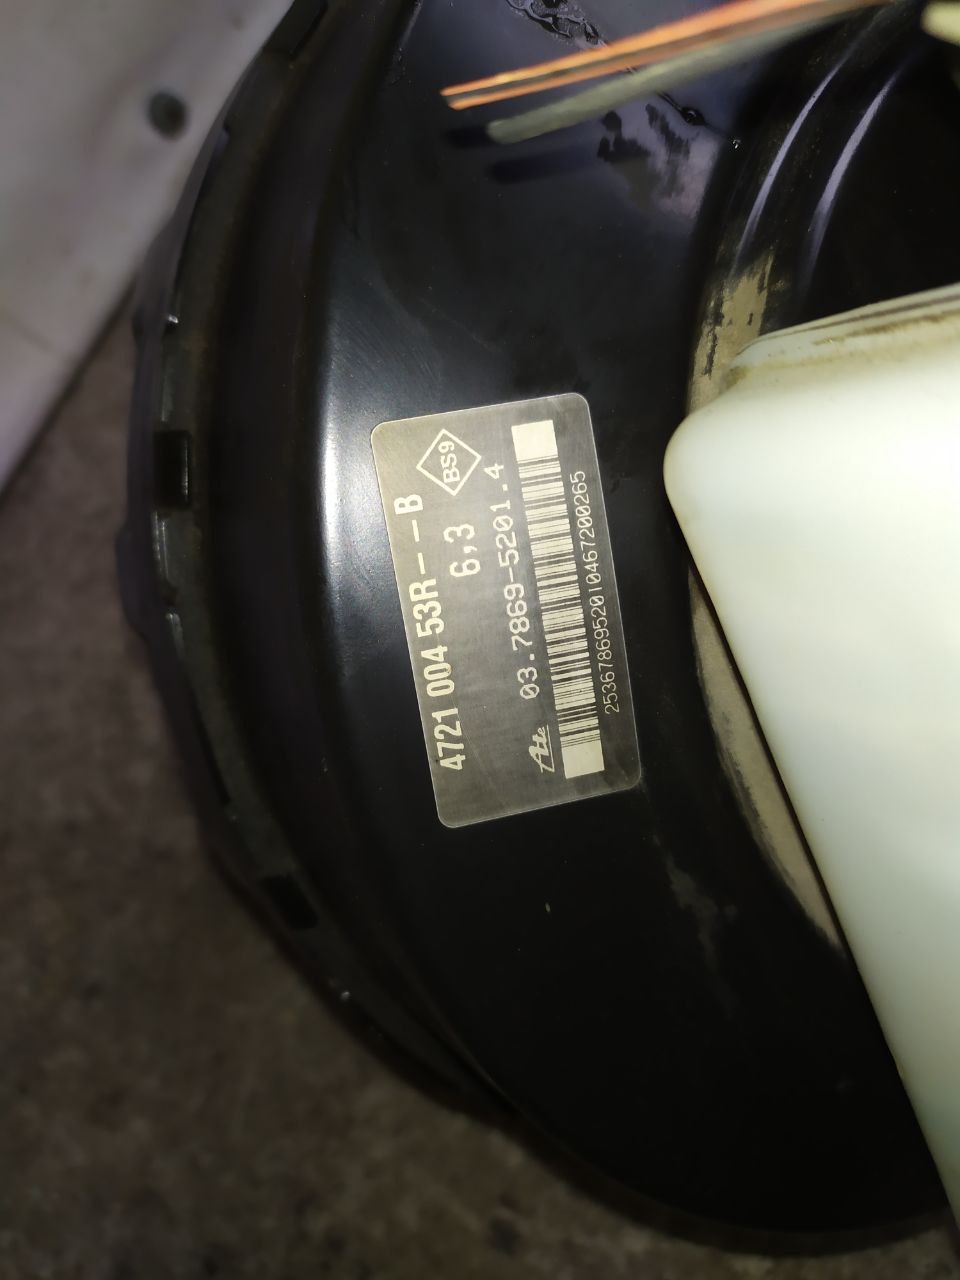 4721 004 53R--B
6,3
BS9
03.7869-5201.4
Ate
25367869520104672002​65